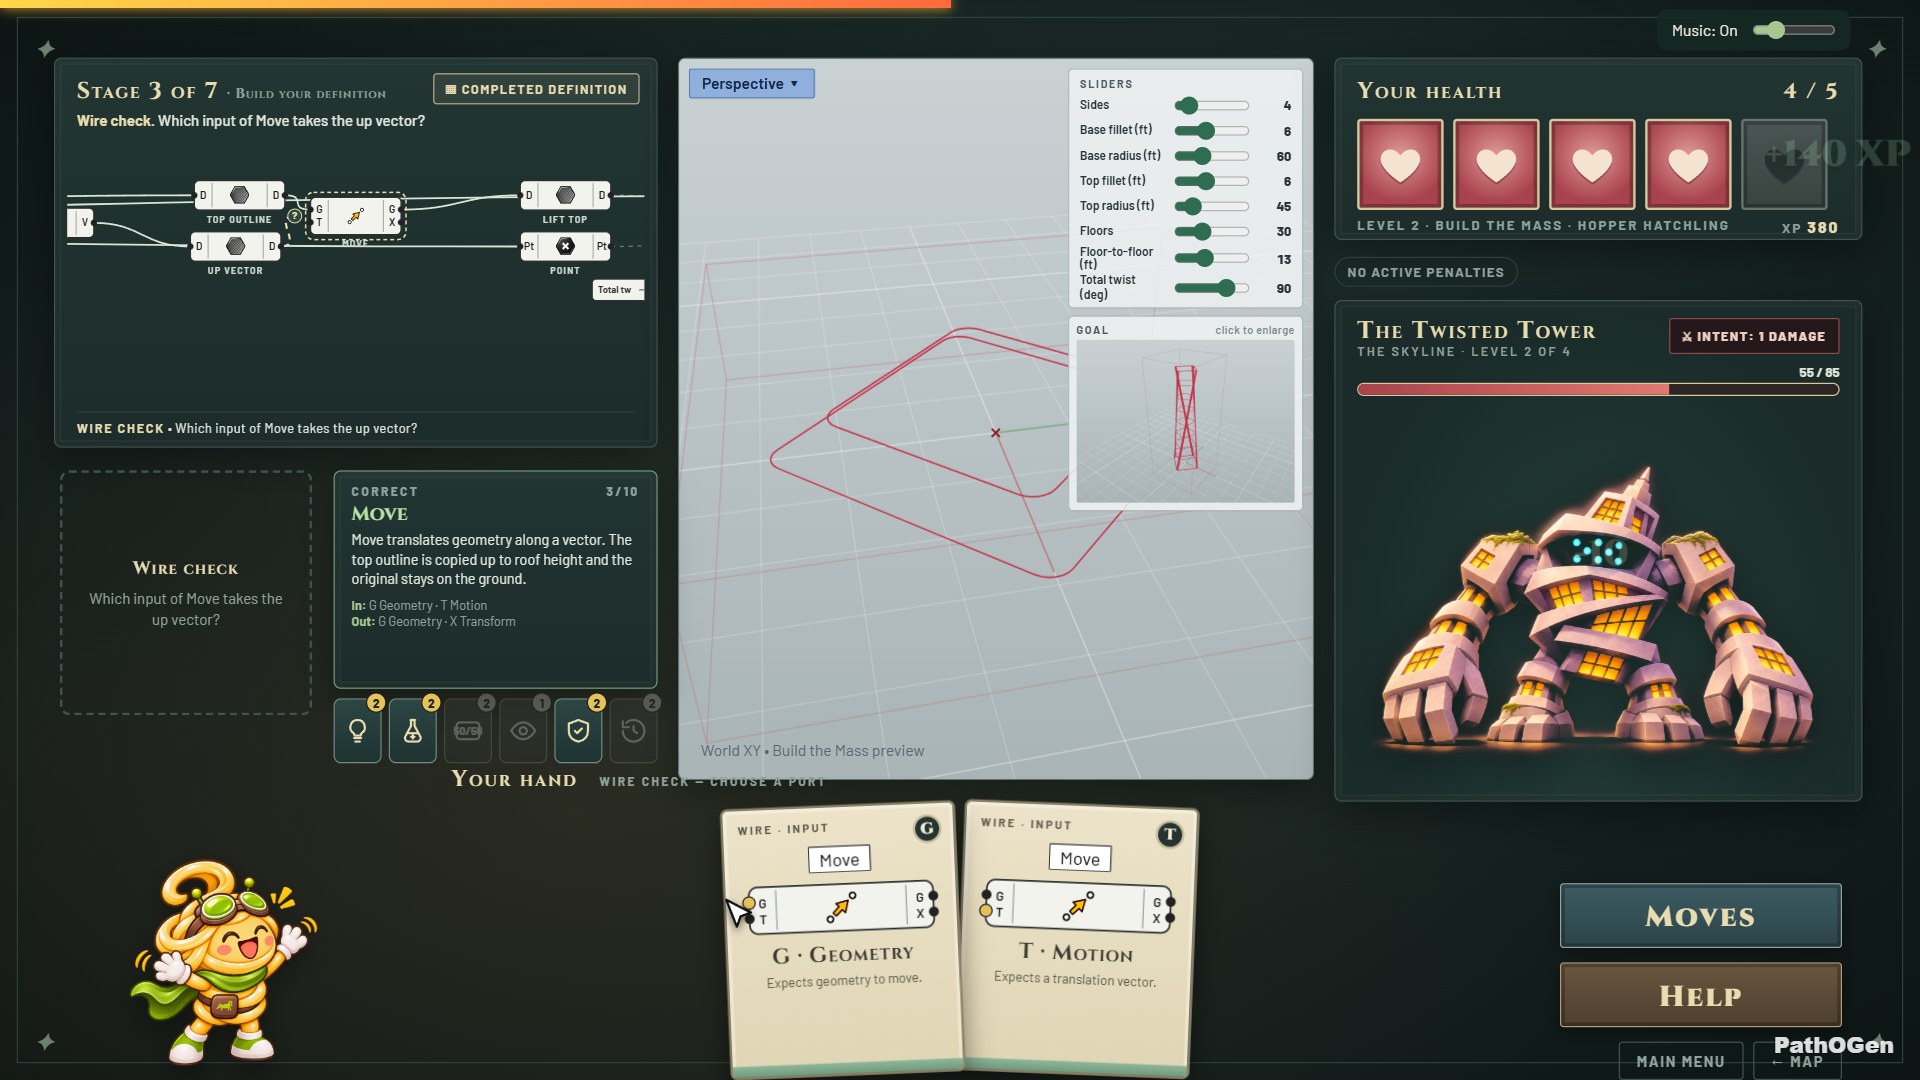 Music: On
STAGE 3 OF 7 · BUILD YOUR DEFINITION
COMPLETED DEFINITION
Wire check. Which input of Move takes the up vector?
V
D D
TOP OUTLINE
D D
UP VECTOR
?
G G
T X
MOVE
D D
LIFT TOP
Pt Pt
POINT
Total tw
WIRE CHECK • Which input of Move takes the up vector?
WIRE CHECK
Which input of Move takes the
up vector?
CORRECT 3/10
MOVE
Move translates geometry along a vector. The
top outline is copied up to roof height and the
original stays on the ground.
In: G Geometry · T Motion
Out: G Geometry · X Transform
2 2 2 1 2 2
50/50
YOUR HAND WIRE CHECK — CHOOSE A PORT
Perspective ▼
SLIDERS
Sides 4
Base fillet (ft) 6
Base radius (ft) 60
Top fillet (ft) 6
Top radius (ft) 45
Floors 30
Floor-to-floor
(ft) 13
Total twist
(deg) 90
GOAL click to enlarge
World XY • Build the Mass preview
YOUR HEALTH 4 / 5
+140 XP
LEVEL 2 · BUILD THE MASS · HOPPER HATCHLING XP 380
NO ACTIVE PENALTIES
THE TWISTED TOWER
THE SKYLINE · LEVEL 2 OF 4
INTENT: 1 DAMAGE
55 / 85
WIRE · INPUT G
Move
G G
T X
G · GEOMETRY
Expects geometry to move.
WIRE · INPUT T
Move
G G
T X
T · MOTION
Expects a translation vector.
MOVES
HELP
MAIN MENU
← MAP
PathOGen